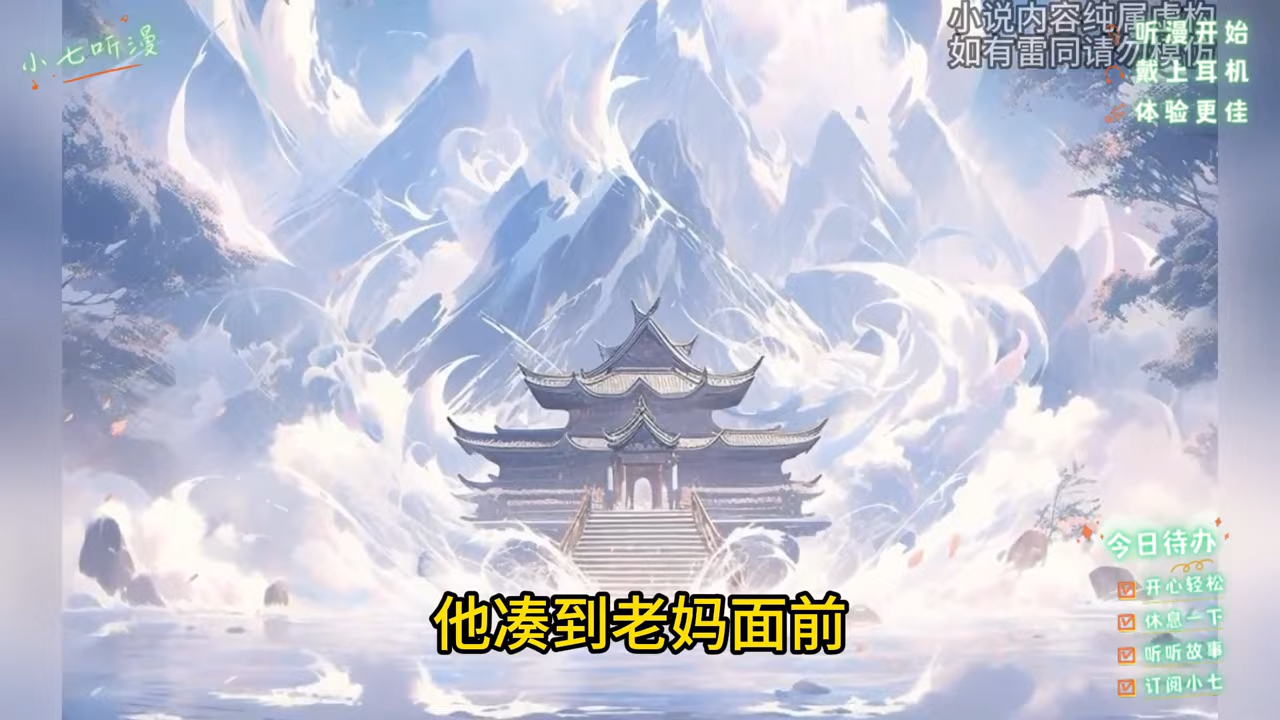 小七听漫
小说内容纯属虚构
如有雷同请勿模仿
听漫开始
戴上耳机
体验更佳
今日待办
开心轻松
休息一下
听听故事
订阅小七
他凑到老妈面前